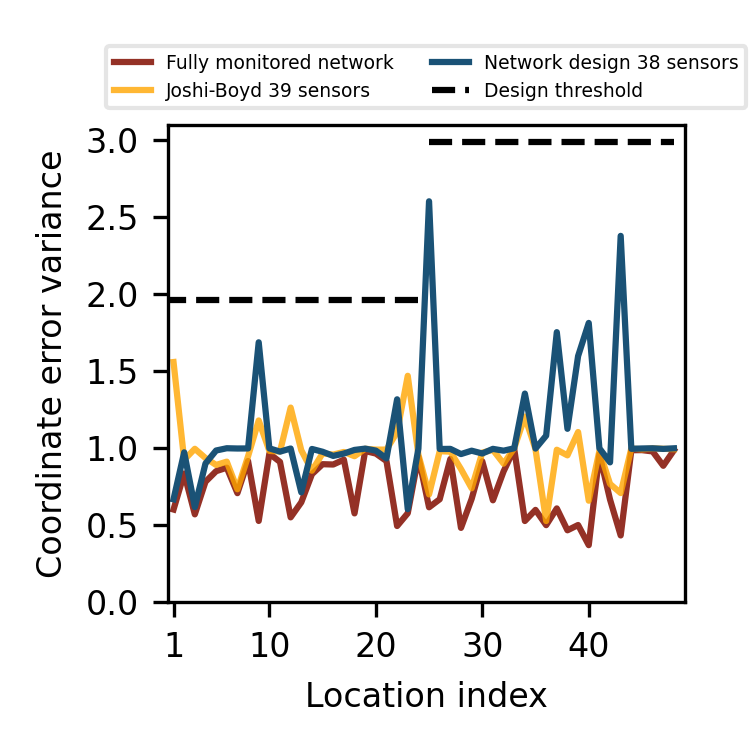 Fully monitored network
Network design 38 sensors
Joshi-Boyd 39 sensors
Design threshold
Coordinate error variance
3.0
2.5
2.0
1.5
1.0
0.5
0.0
1 10 20 30 40
Location index